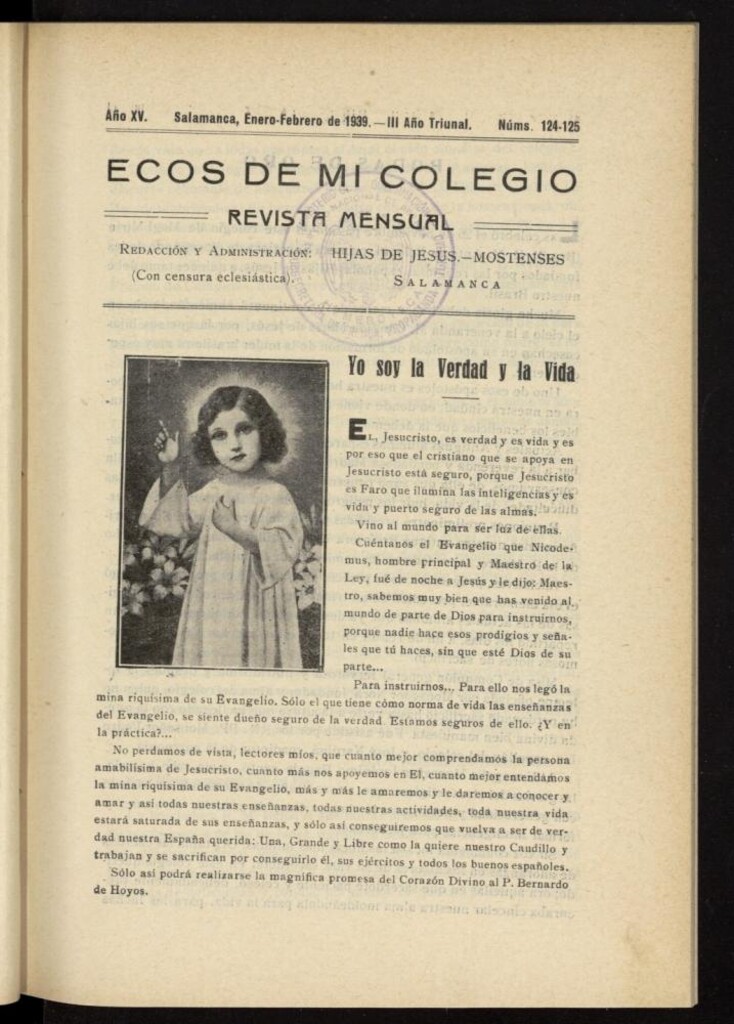 Año XV. Salamanca, Enero-Febrero de 1939.—III Año Triunal. Núms. 124-125
ECOS DE MI COLEGIO
REVISTA MENSUAL
REDACCIÓN Y ADMINISTRACIÓN: HIJAS DE JESUS.—MOSTENSES
(Con censura eclesiástica). SALAMANCA
Yo soy la Verdad y la Vida
EL, Jesucristo, es verdad y es vida y es
por eso que el cristiano que se apoya en
Jesucristo está seguro, porque Jesucristo
es Faro que ilumina las inteligencias y es
vida y puerto seguro de las almas.
Vino al mundo para ser luz de ellas.
Cuéntanos el Evangelio que Nicode-
mus, hombre principal y Maestro de la
Ley, fué de noche a Jesús y le dijo: Maes-
tro, sabemos muy bien que has venido al
mundo de parte de Dios para instruirnos,
porque nadie hace esos prodigios y seña-
les que tú haces, sin que esté Dios de su
parte...
Para instruirnos... Para ello nos legó la
mina riquísima de su Evangelio. Sólo el que tiene cómo norma de vida las enseñanzas
del Evangelio, se siente dueño seguro de la verdad. Estamos seguros de ello. ¿Y en
la práctica?...
No perdamos de vista, lectores míos, que cuanto mejor comprendamos la persona
amabilísima de Jesucristo, cuanto más nos apoyemos en El, cuanto mejor entendamos
la mina riquísima de su Evangelio, más y más le amaremos y le daremos a conocer y
amar y así todas nuestras enseñanzas, todas nuestras actividades, toda nuestra vida
estará saturada de sus enseñanzas, y sólo así conseguiremos que vuelva a ser de ver-
dad nuestra España querida: Una, Grande y Libre como la quiere nuestro Caudillo y
trabajan y se sacrifican por conseguirlo él, sus ejércitos y todos los buenos españoles.
Sólo así podrá realizarse la magnífica promesa del Corazón Divino al P. Bernardo
de Hoyos.